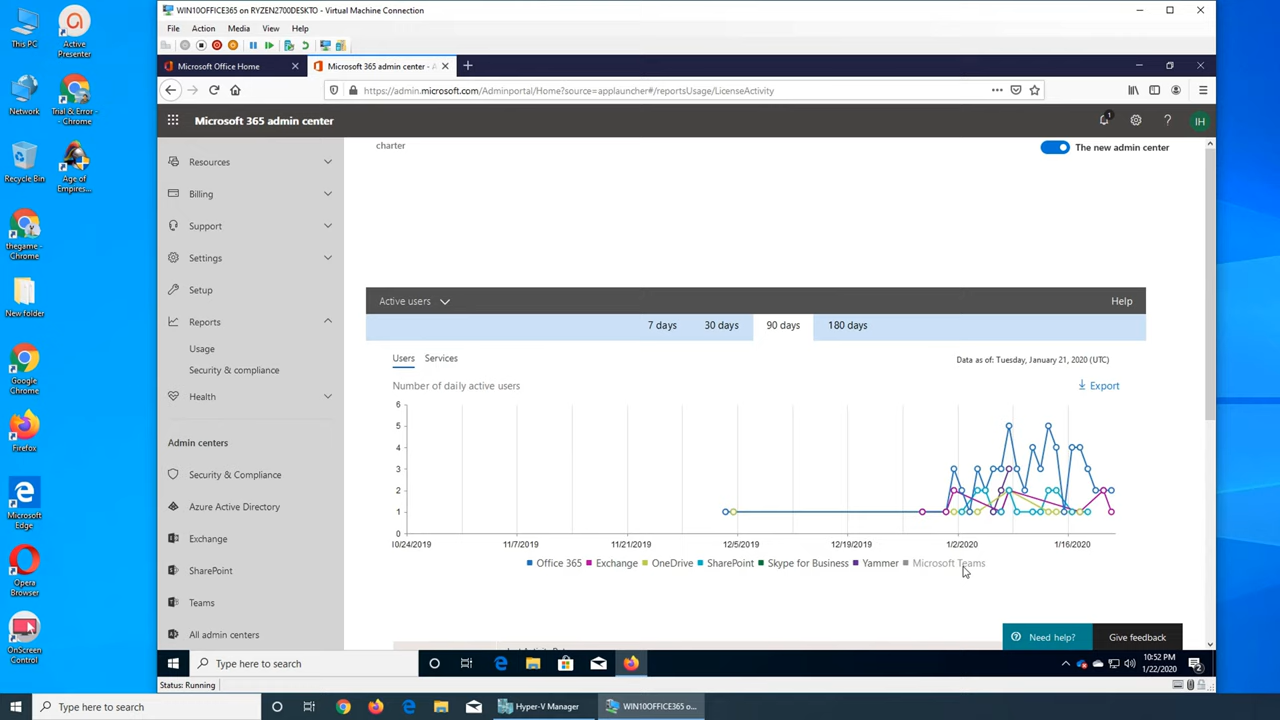 WIN10OFFICE365 on RYZEN2700DESKTO - Virtual Machine Connection
File Action Media View Help
Microsoft Office Home
Microsoft 365 admin center - A
https://admin.microsoft.com/Adminportal/Home?source=applauncher#/reportsUsage/LicenseActivity
Microsoft 365 admin center
1
?
IH
charter
The new admin center
Resources
Billing
Support
Settings
Setup
Reports
Usage
Security & compliance
Health
Admin centers
Security & Compliance
Azure Active Directory
Exchange
SharePoint
Teams
All admin centers
Active users
Help
7 days 30 days 90 days 180 days
Users Services
Data as of: Tuesday, January 21, 2020 (UTC)
Number of daily active users
Export
6
5
4
3
2
1
0
10/24/2019 11/7/2019 11/21/2019 12/5/2019 12/19/2019 1/2/2020 1/16/2020
Office 365 Exchange OneDrive SharePoint Skype for Business Yammer Microsoft Teams
Need help?
Give feedback
Type here to search
10:52 PM
1/22/2020
2
Status: Running
This PC
Active
Presenter
Network
Trial & Error -
- Chrome
Recycle Bin
Age of
Empires...
thegame -
Chrome
New folder
Google
Chrome
Firefox
Microsoft
Edge
Opera
Browser
OnScreen
Control
Type here to search
Hyper-V Manager
WIN10OFFICE365 o...